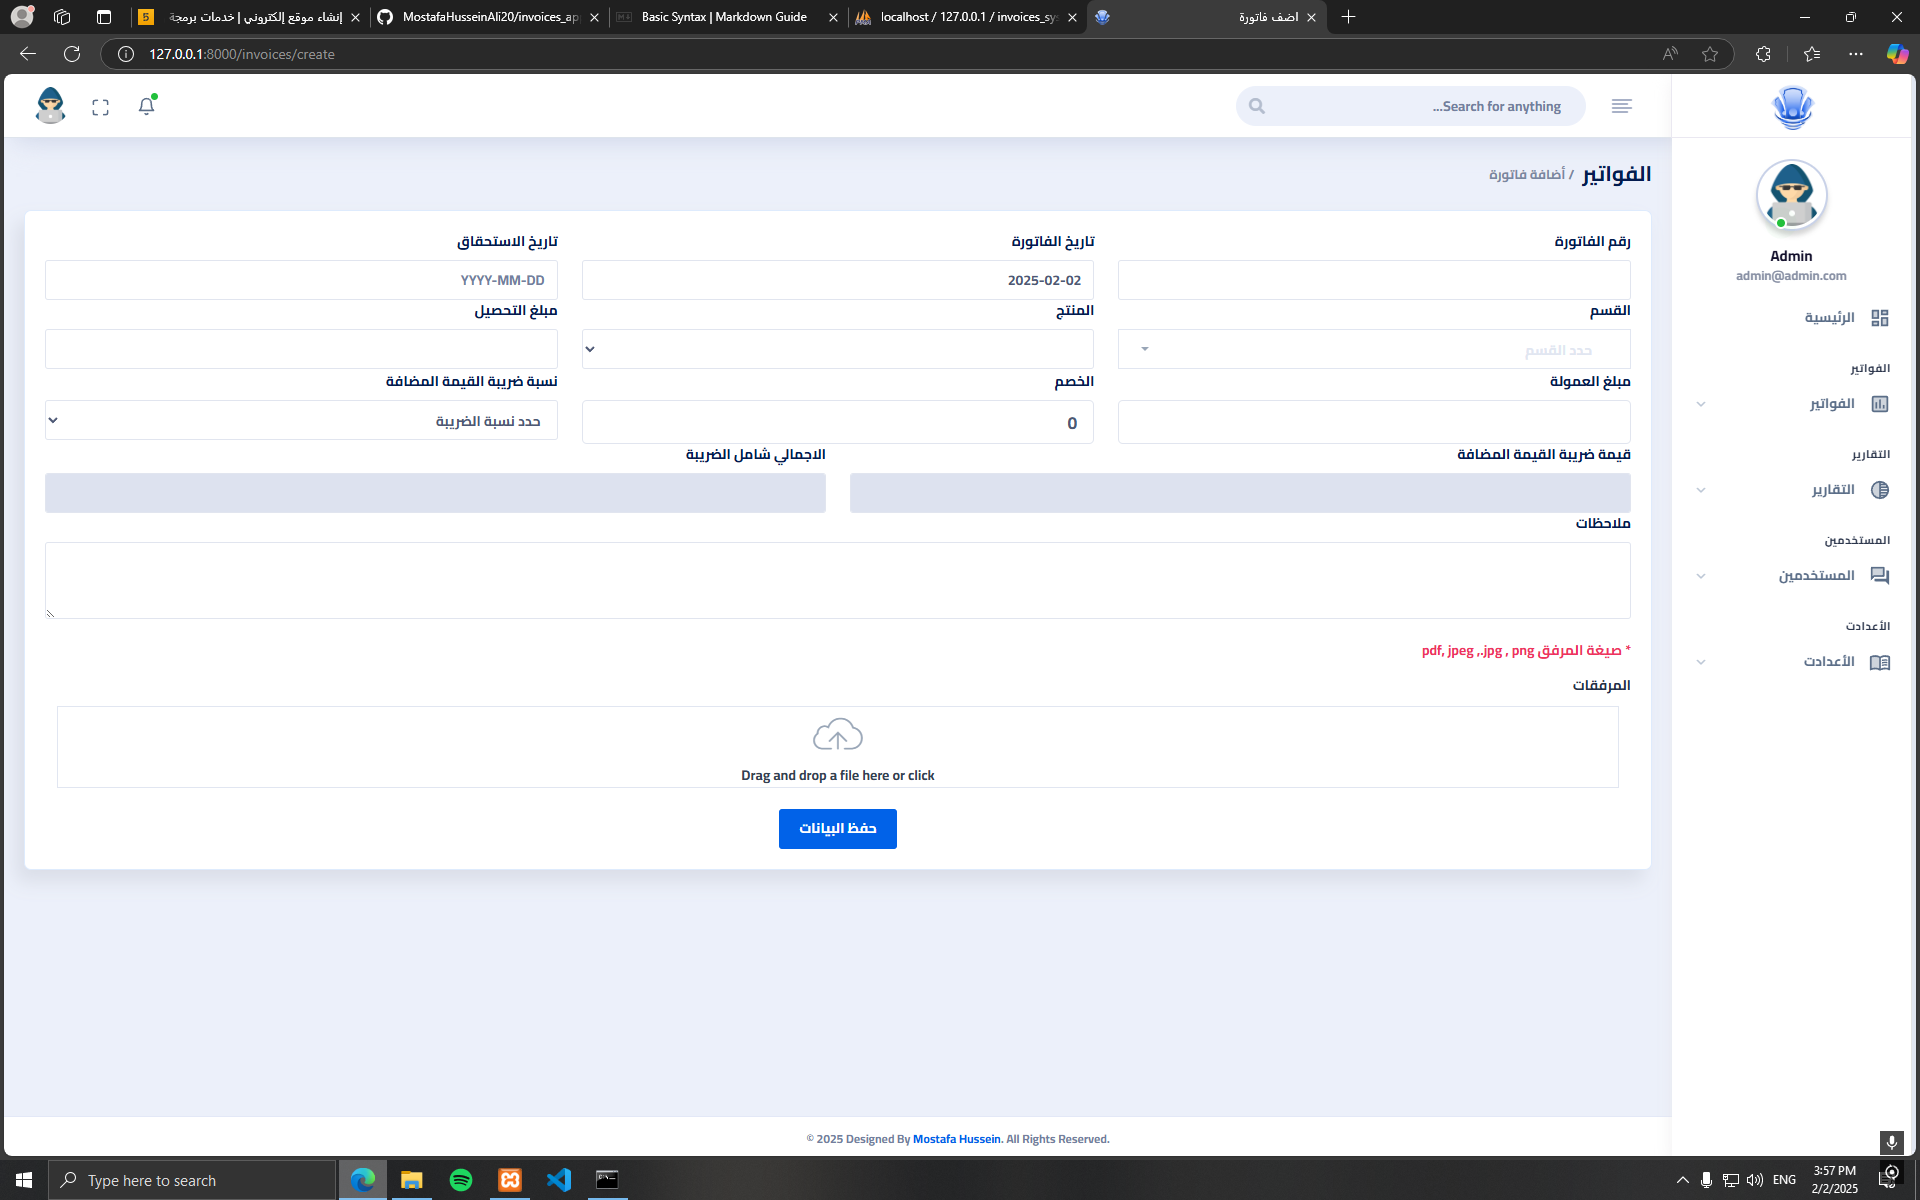 5 إنشاء موقع إلكتروني | خدمات برمجة
MostafaHusseinAli20/invoices_ap
Basic Syntax | Markdown Guide
localhost / 127.0.0.1 / invoices_sys
اضف فاتورة
127.0.0.1:8000/invoices/create
Search for anything...
الفواتير / أضافة فاتورة
رقم الفاتورة
تاريخ الفاتورة
تاريخ الاستحقاق
2025-02-02
YYYY-MM-DD
القسم
المنتج
مبلغ التحصيل
حدد القسم
مبلغ العمولة
الخصم
نسبة ضريبة القيمة المضافة
0
حدد نسبة الضريبة
قيمة ضريبة القيمة المضافة
الاجمالي شامل الضريبة
ملاحظات
* صيغة المرفق pdf, jpeg ,.jpg , png
المرفقات
Drag and drop a file here or click
حفظ البيانات
Admin
admin@admin.com
الرئيسية
الفواتير
الفواتير
التقارير
التقارير
المستخدمين
المستخدمين
الأعدادت
الأعدادت
© 2025 Designed By Mostafa Hussein. All Rights Reserved.
Type here to search
ENG
3:57 PM
2/2/2025